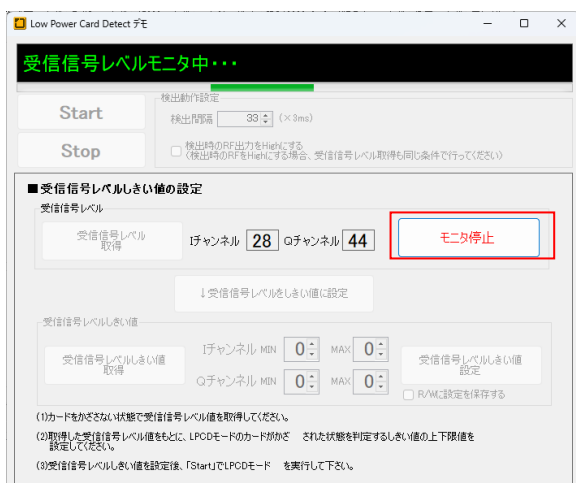 Low Power Card Detect デモ
受信信号レベルモニタ中・・・
Start
Stop
検出動作設定
検出間隔 33 (×3ms)
検出時のRF出力をHighにする
(検出時のRFをHighにする場合、受信信号レベル取得も同じ条件で行ってください)
■受信信号レベルしきい値の設定
受信信号レベル
受信信号レベル
取得
Iチャンネル 28 Qチャンネル 44
モニタ停止
↓受信信号レベルをしきい値に設定
受信信号レベルしきい値
受信信号レベルしきい値
取得
Iチャンネル MIN 0 MAX 0
Qチャンネル MIN 0 MAX 0
受信信号レベルしきい値
設定
R/Wに設定を保存する
(1)カードをかざさない状態で受信信号レベル値を取得してください。
(2)取得した受信信号レベル値をもとに、LPCDモードのカードがかざ された状態を判定するしきい値の上下限値を
設定してください。
(3)受信信号レベルしきい値を設定後、「Start」でLPCDモード を実行して下さい。